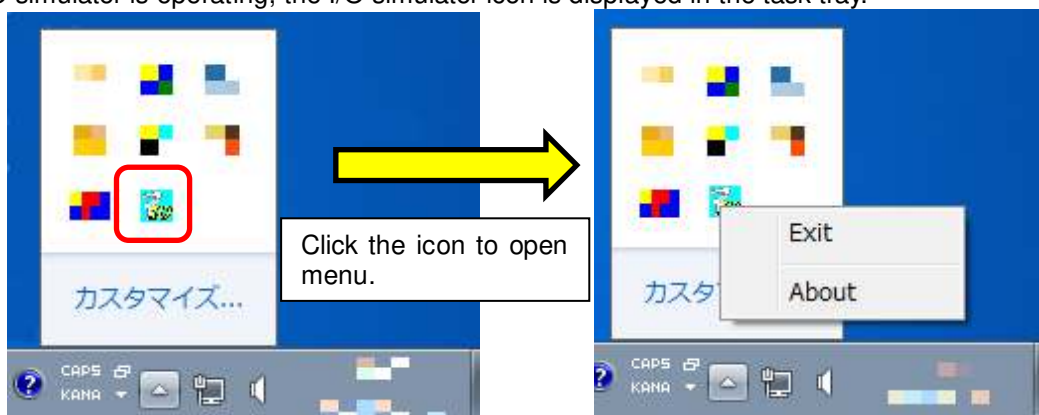 simulator is operating, the I/O simulator icon is displayed in the task tray.
Click the icon to open
menu.
カスタマイズ...
CAPS
KANA
Exit
About
カスタ
CAPS
KANA